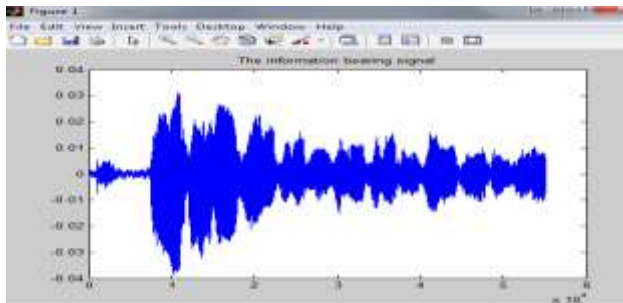 Figure 1
File Edit View Insert Tools Desktop Window Help
The information bearing signal
0.04
0.03
0.02
0.01
0
-0.01
-0.02
-0.03
-0.04
0 1 2 3 4 5 6
x 10^4